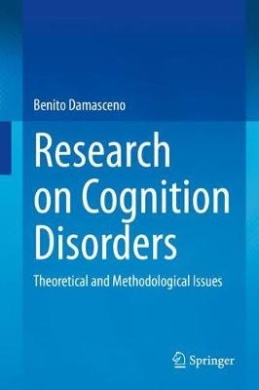 Benito Damasceno
Research
on Cognition
Disorders
Theoretical and Methodological Issues
Springer